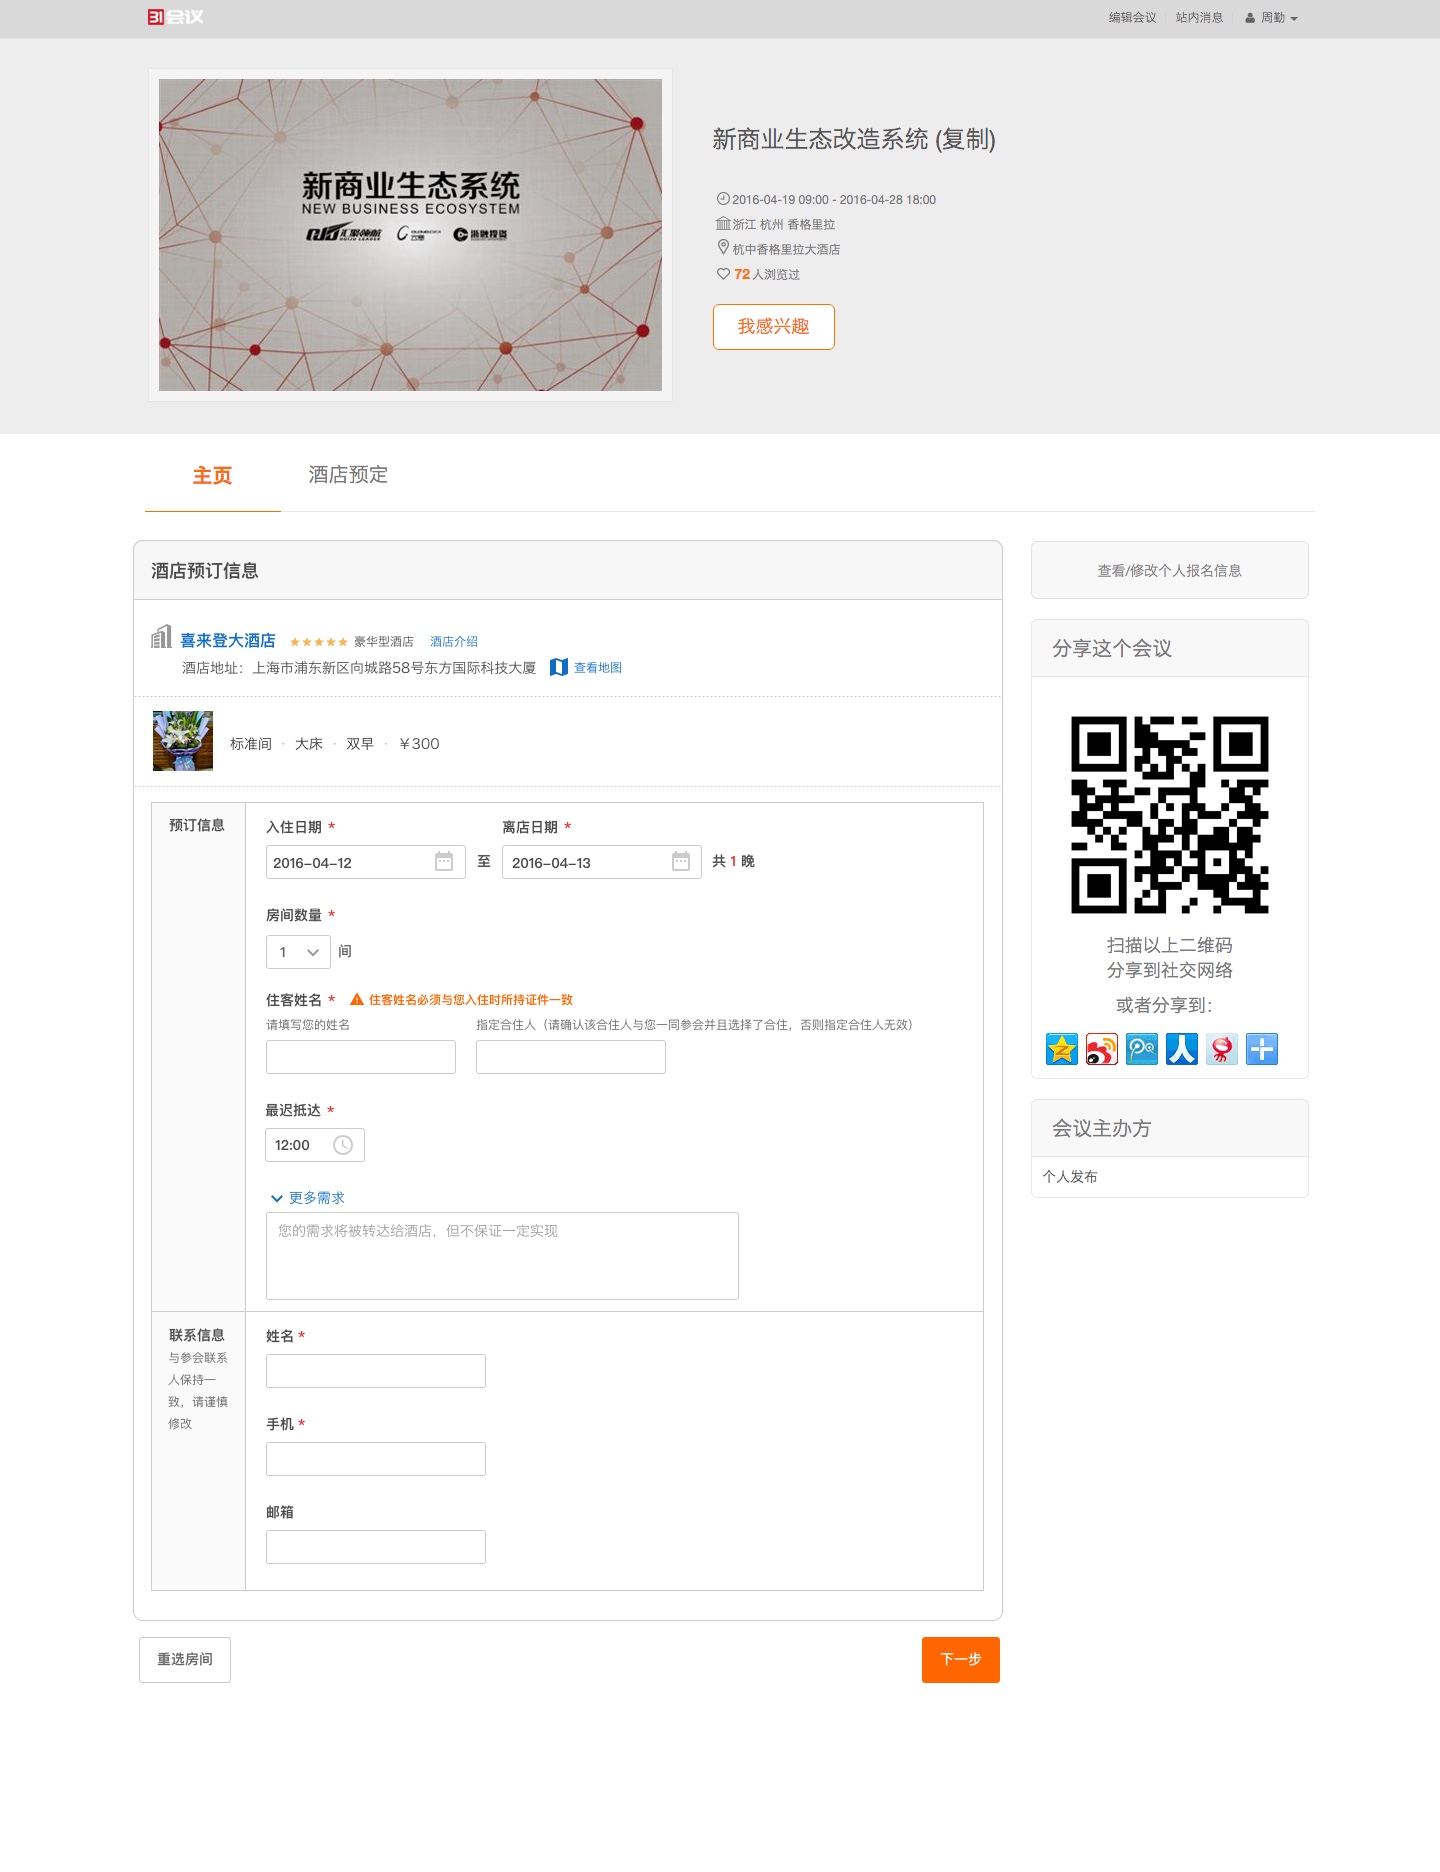 31会议
编辑会议 站内消息 周勤
新商业生态系统
NEW BUSINESS ECOSYSTEM
汇聚领航 浙融投资
新商业生态改造系统 (复制)
2016-04-19 09:00 - 2016-04-28 18:00
浙江 杭州 香格里拉
杭中香格里拉大酒店
72 人浏览过
我感兴趣
主页 酒店预定
酒店预订信息
喜来登大酒店 ★★★★★ 豪华型酒店 酒店介绍
酒店地址：上海市浦东新区向城路58号东方国际科技大厦 查看地图
标准间 · 大床 · 双早 · ￥300
预订信息
入住日期 * 离店日期 *
2016-04-12 至 2016-04-13 共 1 晚
房间数量 *
1 间
住客姓名 * 住客姓名必须与您入住时所持证件一致
请填写您的姓名 指定合住人（请确认该合住人与您一同参会并且选择了合住，否则指定合住人无效）
最迟抵达 *
12:00
更多需求
您的需求将被转达给酒店，但不保证一定实现
联系信息
与参会联系
人保持一
致，请谨慎
修改
姓名 *
手机 *
邮箱
重选房间 下一步
查看/修改个人报名信息
分享这个会议
扫描以上二维码
分享到社交网络
或者分享到：
会议主办方
个人发布